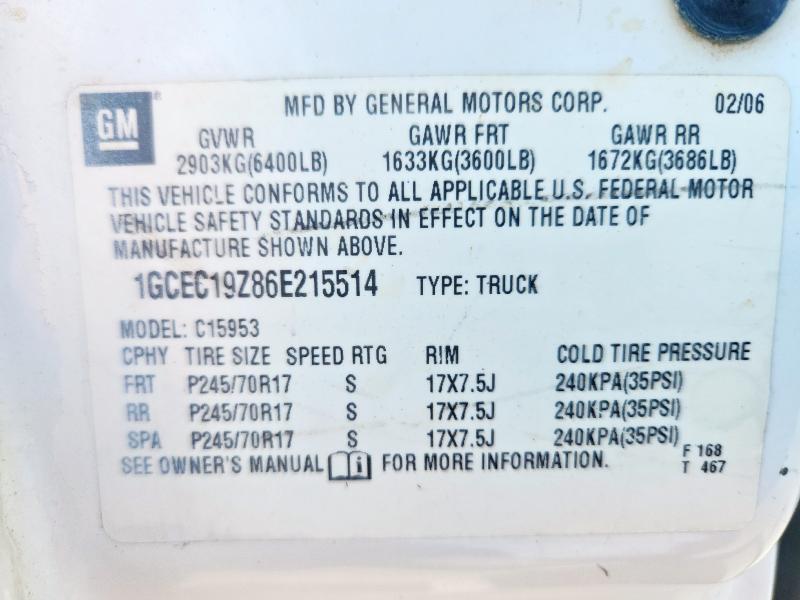 GM
MFD BY GENERAL MOTORS CORP. 02/06
GVWR GAWR FRT GAWR RR
2903KG(6400LB) 1633KG(3600LB) 1672KG(3686LB)
THIS VEHICLE CONFORMS TO ALL APPLICABLE U.S. FEDERAL MOTOR
VEHICLE SAFETY STANDARDS IN EFFECT ON THE DATE OF
MANUFACTURE SHOWN ABOVE.
1GCEC19Z86E215514 TYPE: TRUCK
MODEL: C15953
CPHY TIRE SIZE SPEED RTG RIM COLD TIRE PRESSURE
FRT P245/70R17 S 17X7.5J 240KPA(35PSI)
RR P245/70R17 S 17X7.5J 240KPA(35PSI)
SPA P245/70R17 S 17X7.5J 240KPA(35PSI)
SEE OWNER'S MANUAL i FOR MORE INFORMATION.
F 168
T 467